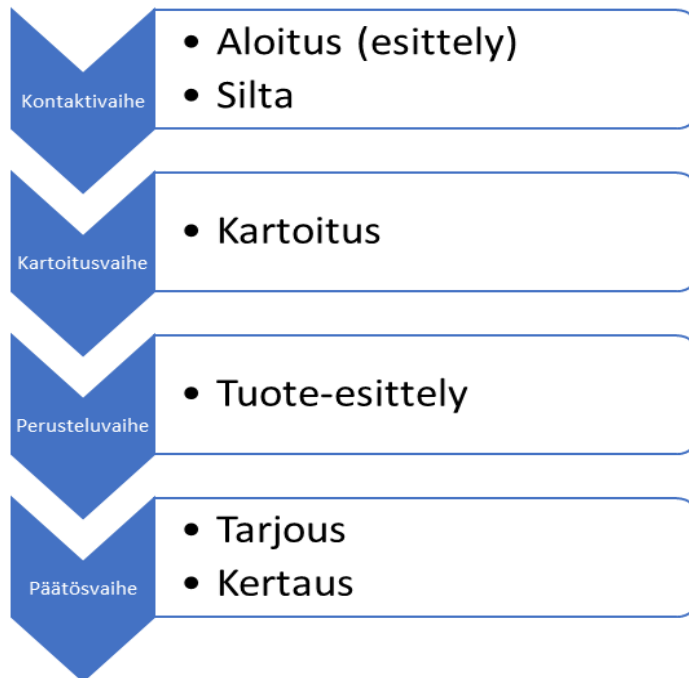 Kontaktivaihe
• Aloitus (esittely)
• Silta
Kartoitusvaihe
• Kartoitus
Perusteluvaihe
• Tuote-esittely
Päätösvaihe
• Tarjous
• Kertaus